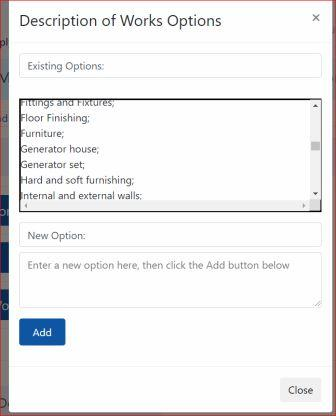 Description of Works Options
×
Existing Options:
Fittings and Fixtures;
Floor Finishing;
Furniture;
Generator house;
Generator set;
Hard and soft furnishing;
Internal and external walls;
New Option:
Enter a new option here, then click the Add button below
Add
Close